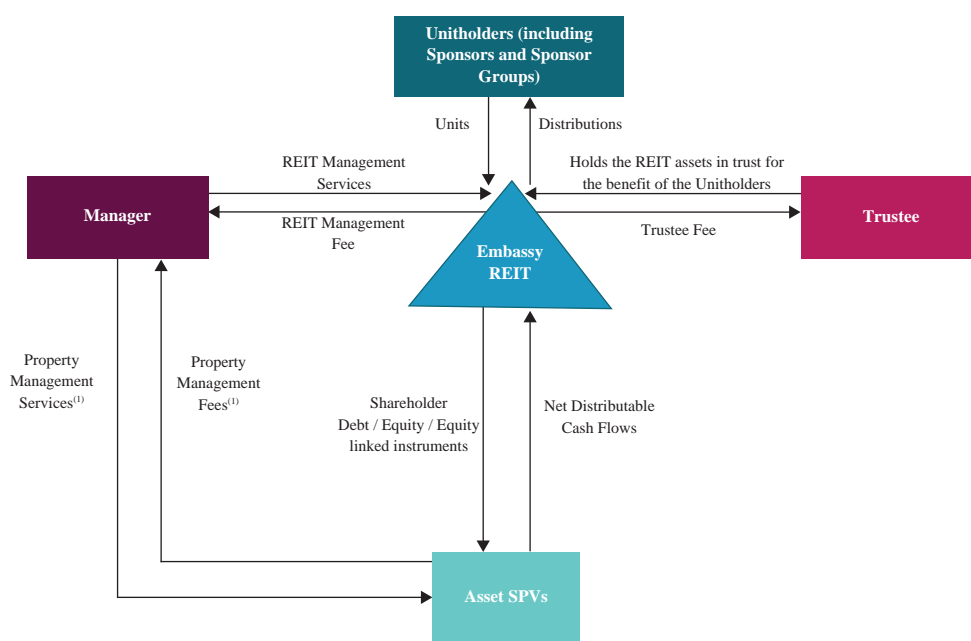 Unitholders (including
Sponsors and Sponsor
Groups)
Units
Distributions
REIT Management
Services
Holds the REIT assets in trust for
the benefit of the Unitholders
Manager
REIT Management
Fee
Embassy
REIT
Trustee Fee
Trustee
Property
Management
Services(1)
Property
Management
Fees(1)
Shareholder
Debt / Equity / Equity
linked instruments
Net Distributable
Cash Flows
Asset SPVs